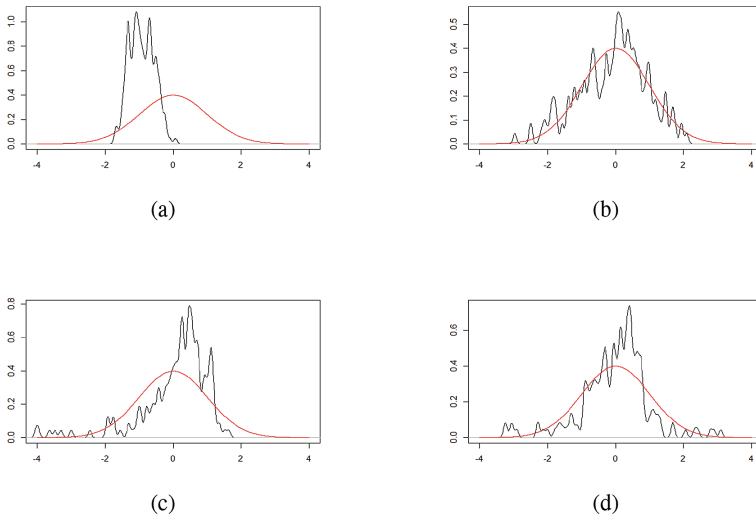 0.0 0.2 0.4 0.6 0.8 1.0
-4 -2 0 2 4
(a)
0.0 0.1 0.2 0.3 0.4 0.5
-4 -2 0 2 4
(b)
0.0 0.2 0.4 0.6 0.8
-4 -2 0 2 4
(c)
0.0 0.2 0.4 0.6
-4 -2 0 2 4
(d)